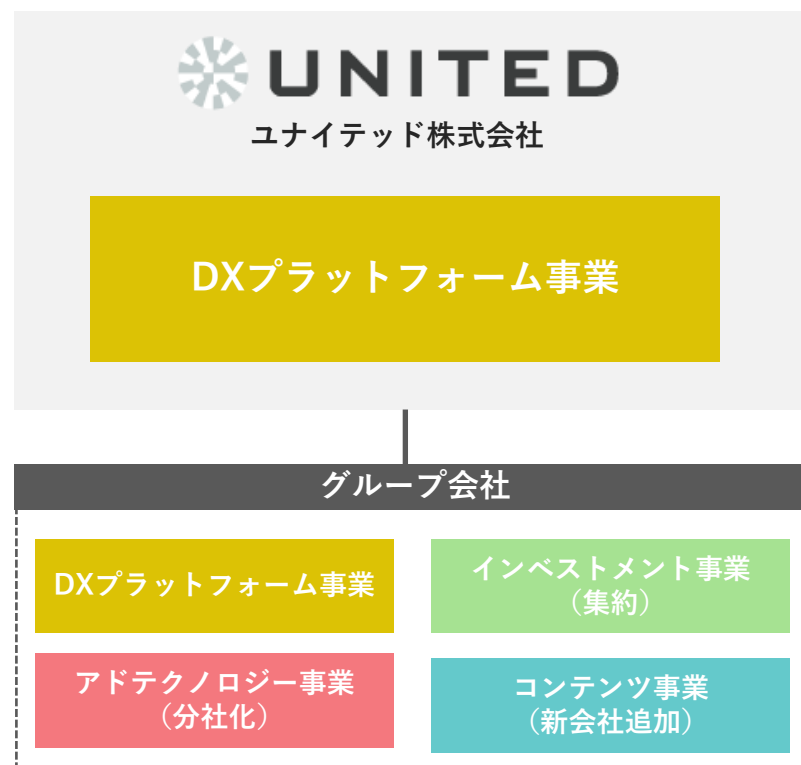 UNITED
ユナイテッド株式会社
DXプラットフォーム事業
グループ会社
DXプラットフォーム事業
インベストメント事業
（集約）
アドテクノロジー事業
（分社化）
コンテンツ事業
（新会社追加）